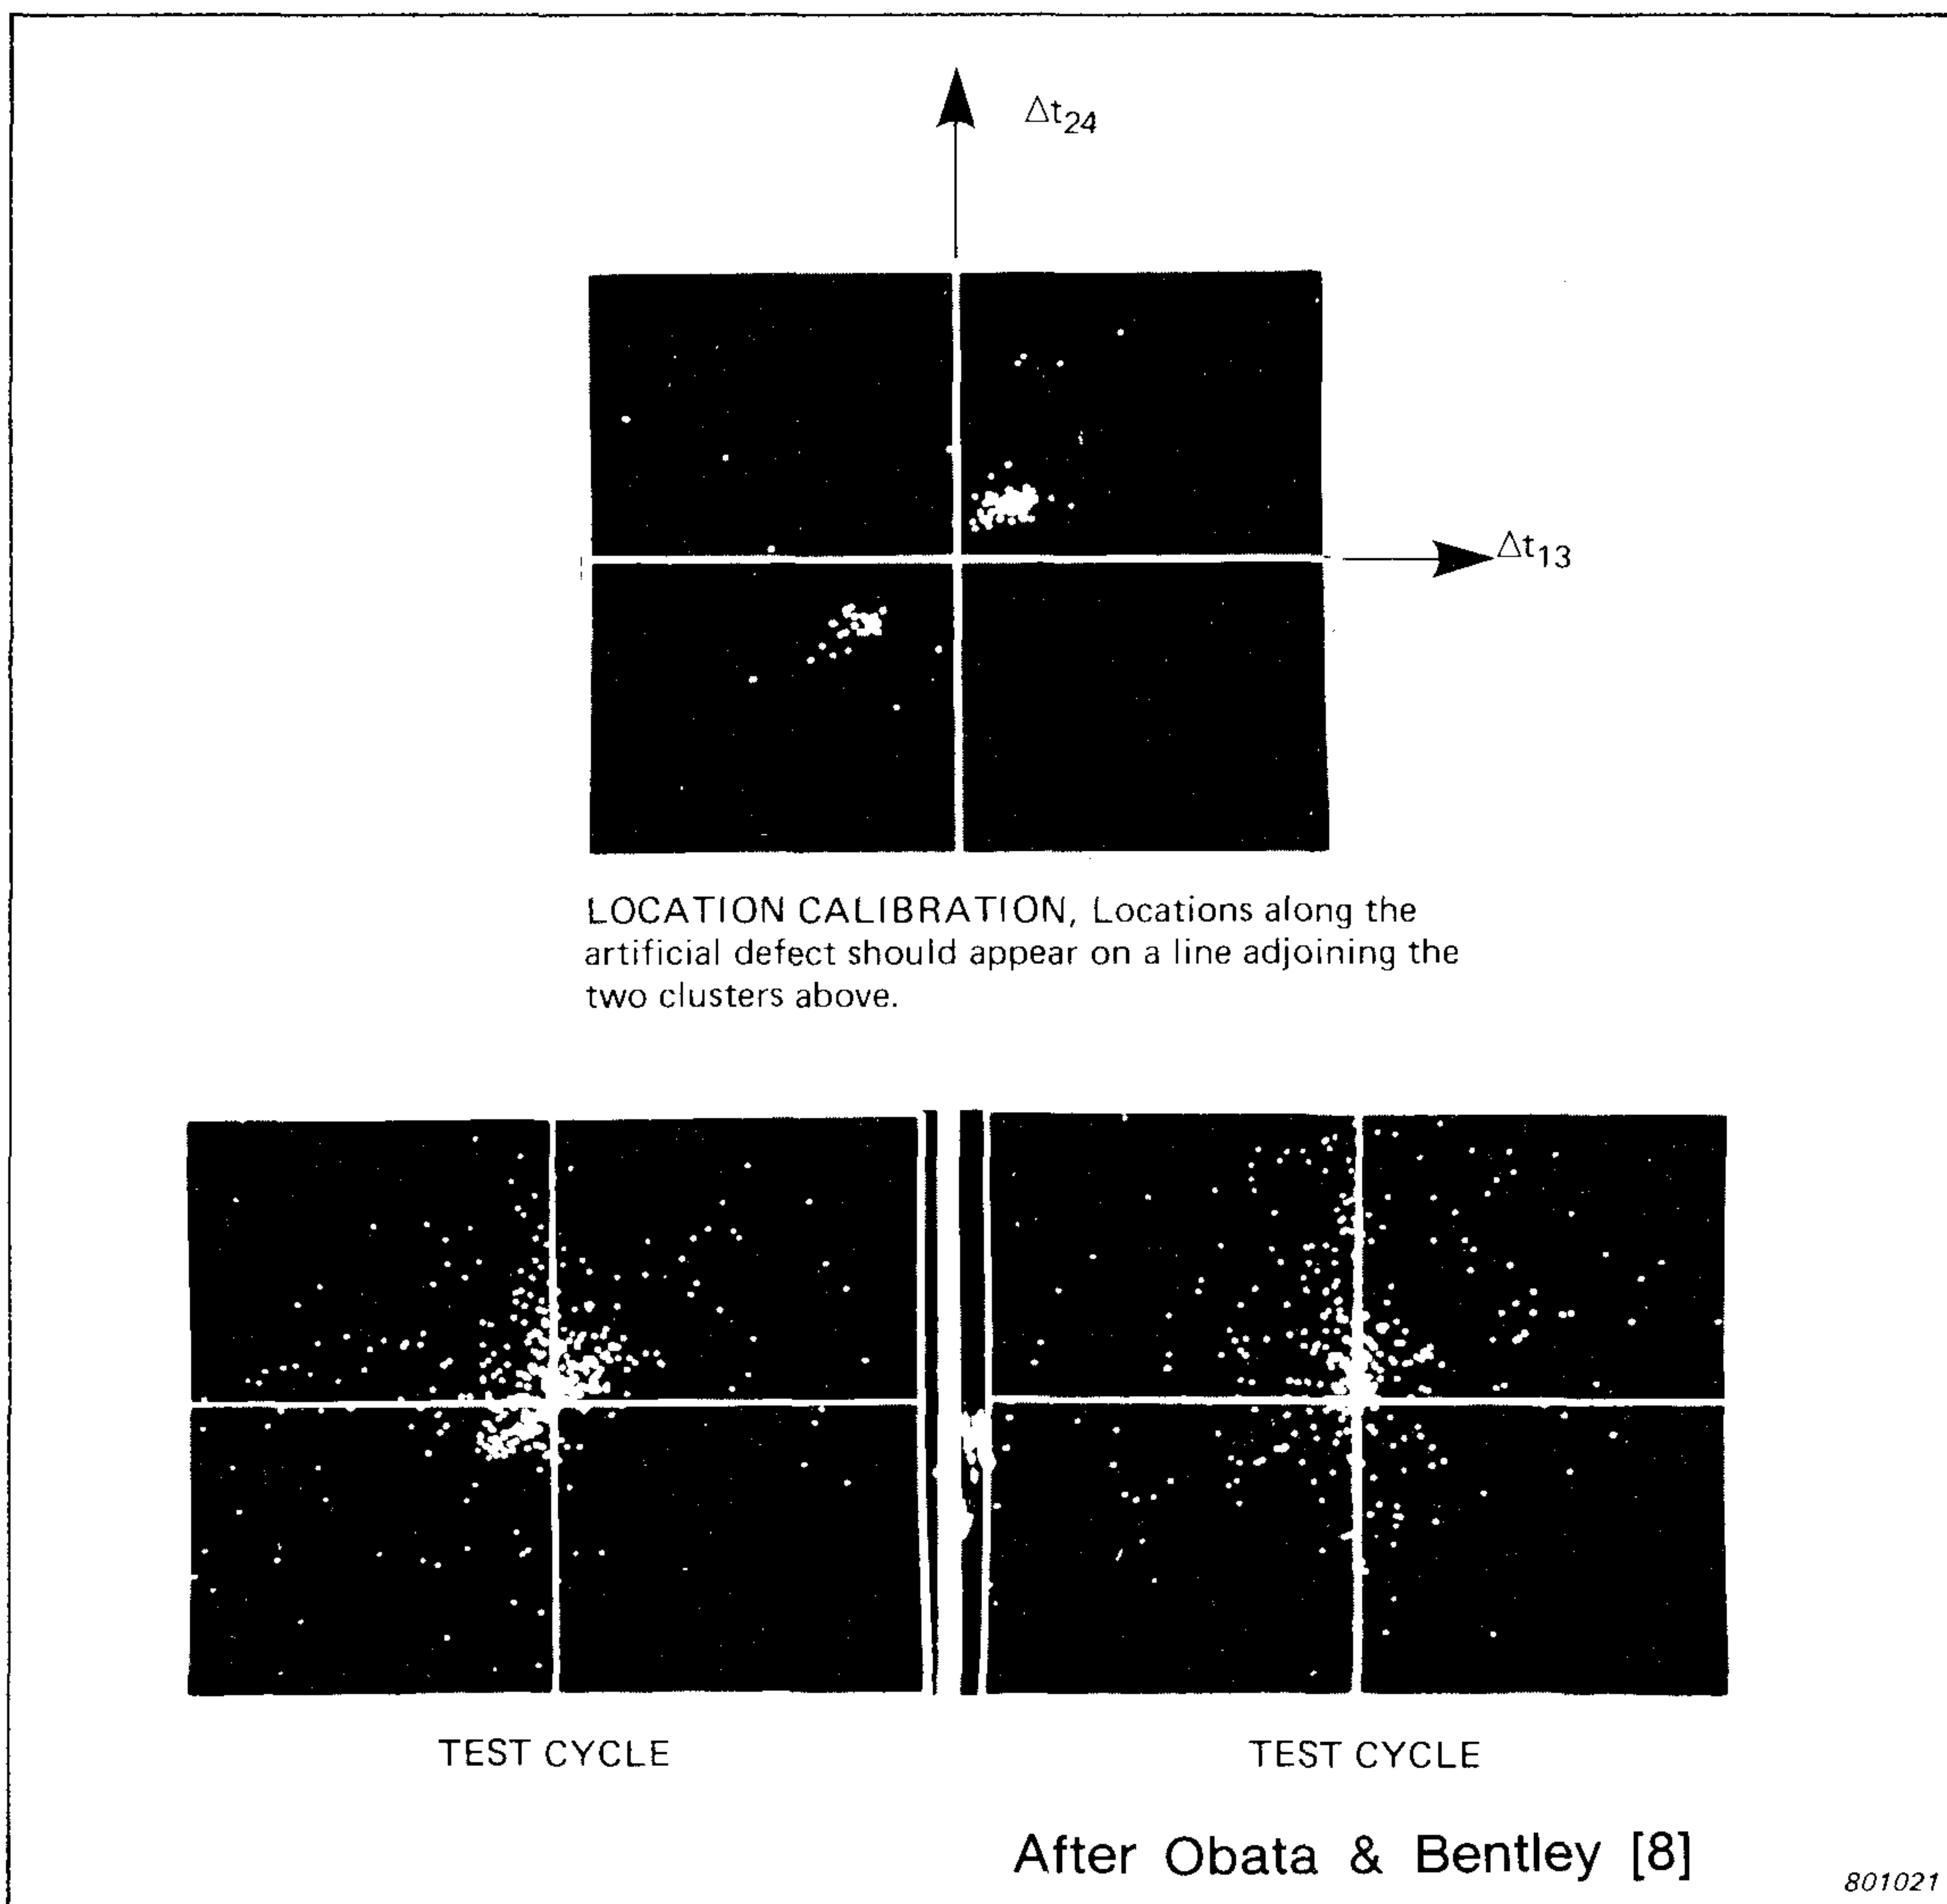 Δt24
Δt13
LOCATION CALIBRATION, Locations along the
artificial defect should appear on a line adjoining the
two clusters above.
TEST CYCLE
TEST CYCLE
After Obata & Bentley [8]
801021